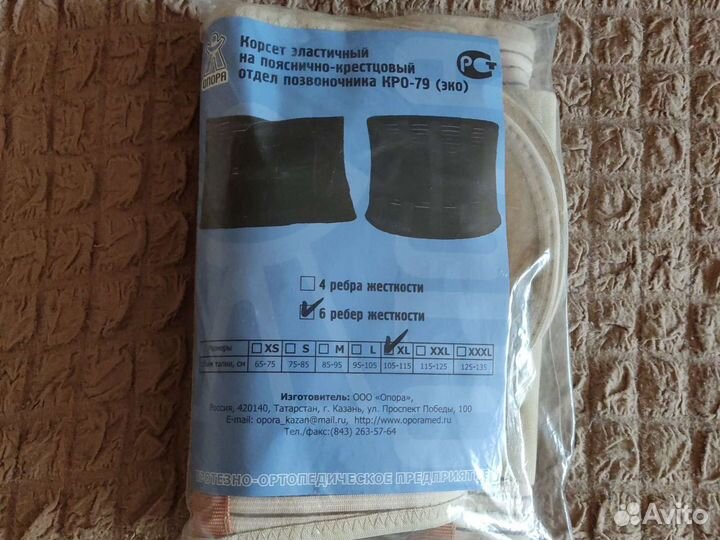 ОПОРА
Корсет эластичный
на пояснично-крестцовый
отдел позвоночника КРО-79 (эко)
РСТ
4 ребра жесткости
6 ребер жесткости
XS S M L XL XXL XXXL
талии, см 65-75 75-85 85-95 95-105 105-115 115-125 125-135
Изготовитель: ООО «Опора»,
Россия, 420140, Татарстан, г. Казань, ул. Проспект Победы, 100
E-mail: opora_kazan@mail.ru, http://www.oporamed.ru
Тел./факс:(843) 263-57-64
ПРОТЕЗНО-ОРТОПЕДИЧЕСКОЕ ПРЕДПРИЯТИЕ
Avito